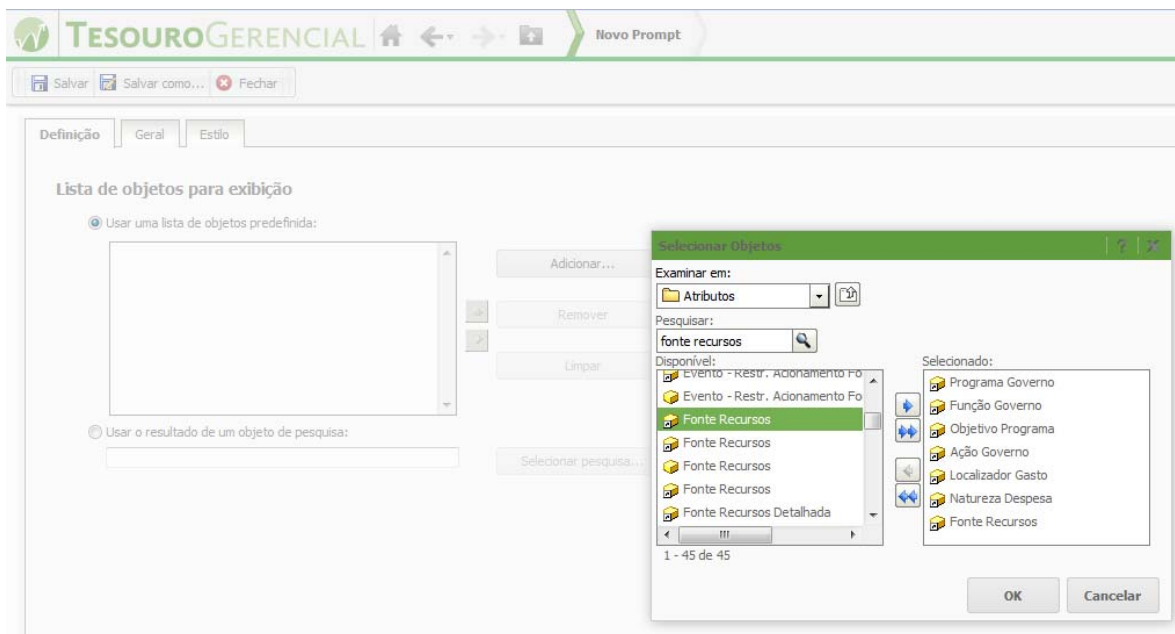 TESOUROGERENCIAL
Novo Prompt
Salvar
Salvar como...
Fechar
Definição
Geral
Estilo
Lista de objetos para exibição
Usar uma lista de objetos predefinida:
Adicionar...
Remover
Limpar
Usar o resultado de um objeto de pesquisa:
Selecionar pesquisa...
Selecionar Objetos
?
Examinar em:
Atributos
Pesquisar:
fonte recursos
Disponível:
Evento - Restr. Acionamento Fo
Evento - Restr. Acionamento Fo
Fonte Recursos
Fonte Recursos
Fonte Recursos
Fonte Recursos
Fonte Recursos Detalhada
1 - 45 de 45
Selecionado:
Programa Governo
Função Governo
Objetivo Programa
Ação Governo
Localizador Gasto
Natureza Despesa
Fonte Recursos
OK
Cancelar